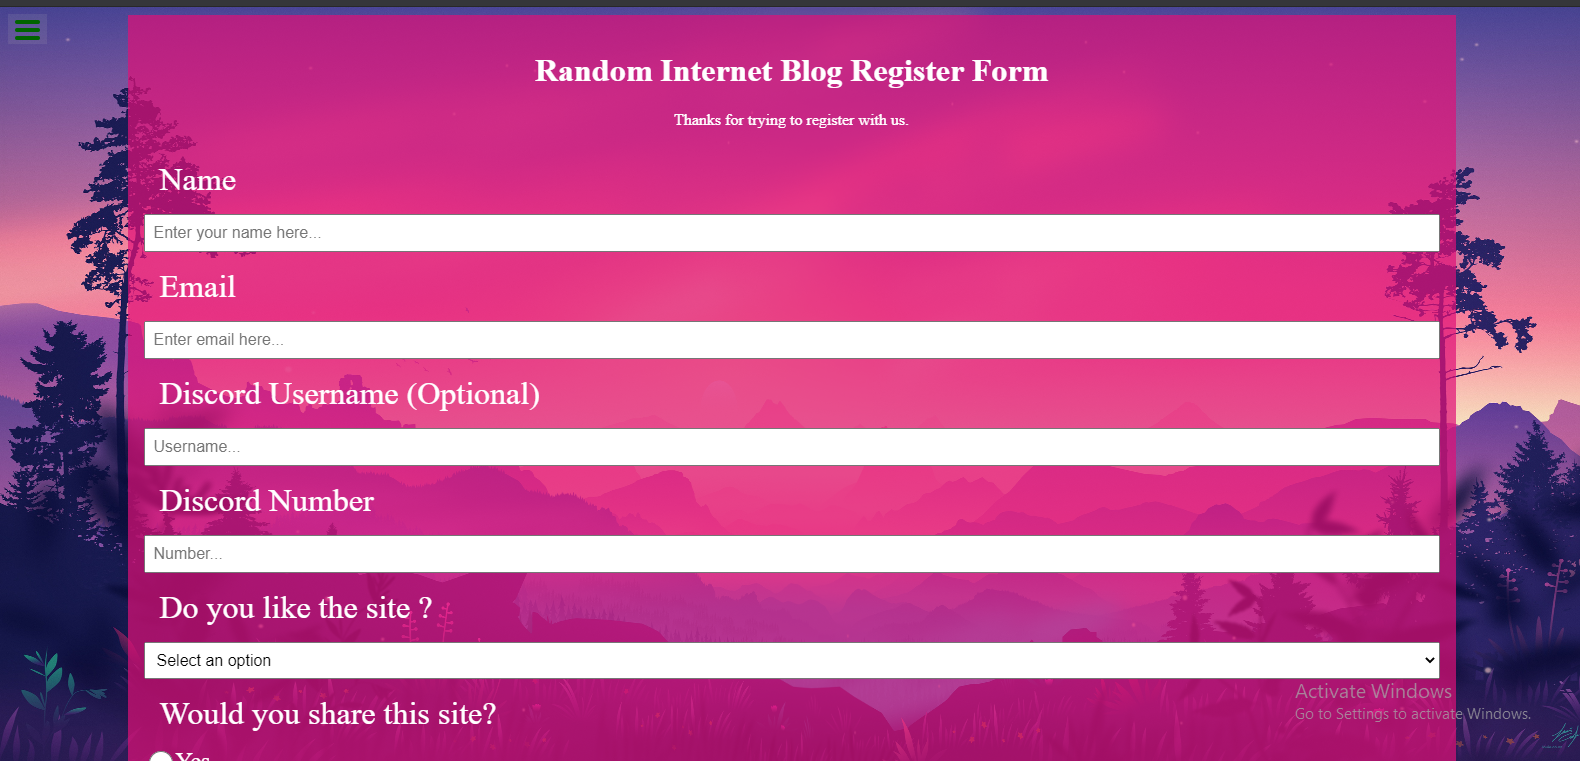 Random Internet Blog Register Form
Thanks for trying to register with us.
Name
Enter your name here...
Email
Enter email here...
Discord Username (Optional)
Username...
Discord Number
Number...
Do you like the site ?
Select an option
Would you share this site?
Yes
Activate Windows
Go to Settings to activate Windows.